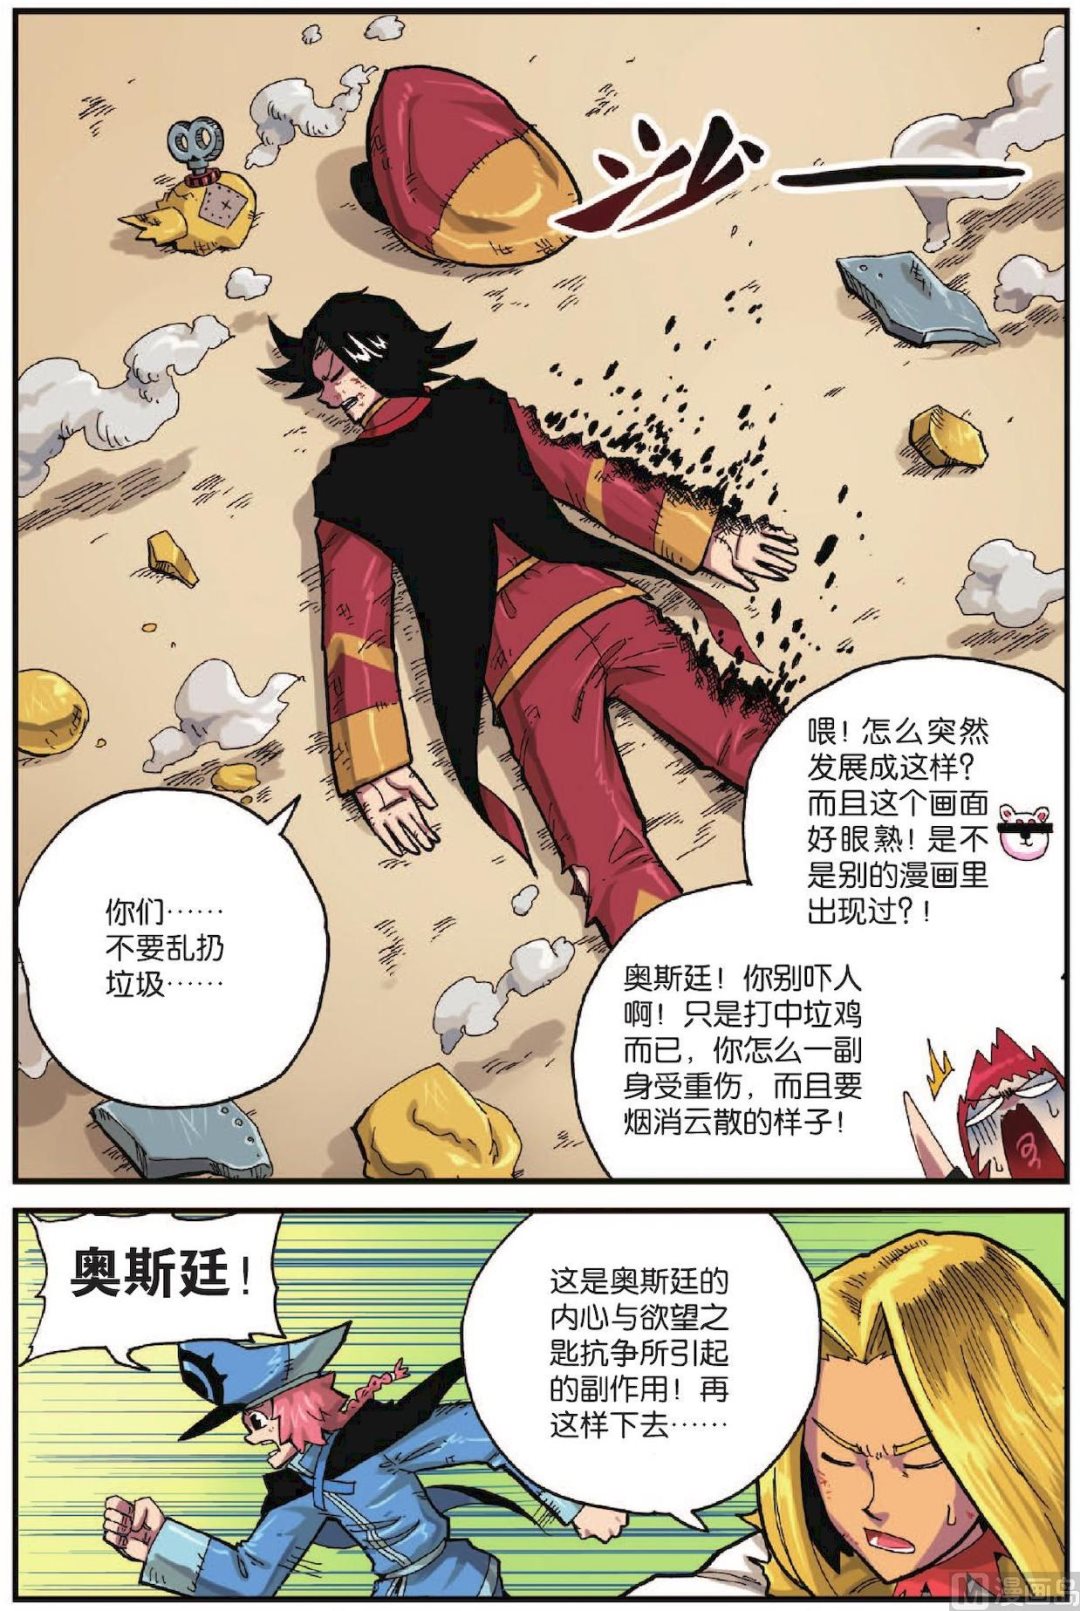 沙一
喂！怎么突然
发展成这样？
而且这个画面
好眼熟！是不
是别的漫画里
出现过？！
你们……
不要乱扔
垃圾……
奥斯廷！你别吓人
啊！只是打中垃鸡
而已，你怎么一副
身受重伤，而且要
烟消云散的样子！
奥斯廷！
这是奥斯廷的
内心与欲望之
匙抗争所引起
的副作用！再
这样下去……
漫画岛